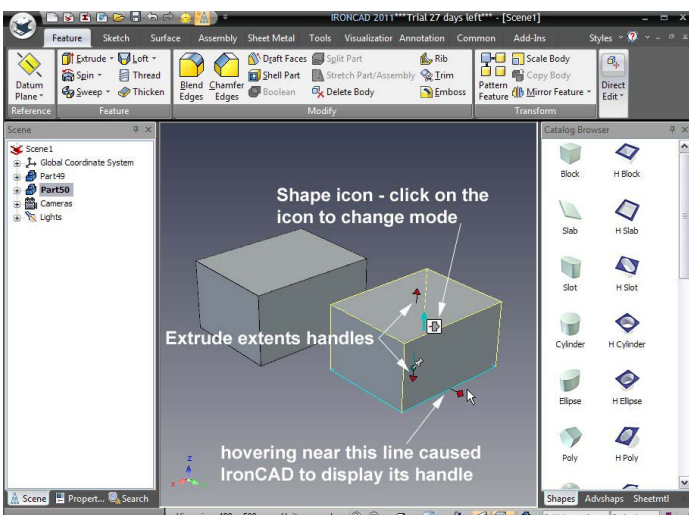 IRONCAD 2011***Trial 27 days left*** - [Scene1]
Feature Sketch Surface Assembly Sheet Metal Tools Visualization Annotation Common Add-Ins Styles
Datum Plane
Reference
Extrude Loft
Spin Thread
Sweep Thicken
Feature
Blend Edges
Chamfer Edges
Draft Faces Split Part Rib
Shell Part Stretch Part/Assembly Trim
Boolean Delete Body Emboss
Modify
Pattern Feature
Scale Body
Copy Body
Mirror Feature
Transform
Direct Edit
Scene
Scene1
Global Coordinate System
Part49
Part50
Cameras
Lights
Shape icon - click on the
icon to change mode
Extrude extents handles
hovering near this line caused
IronCAD to display its handle
z
x
Catalog Browser
Block H Block
Slab H Slab
Slot H Slot
Cylinder H Cylinder
Ellipse H Ellipse
Poly H Poly
Scene Propert... Search
Shapes Advshaps Sheetmtl